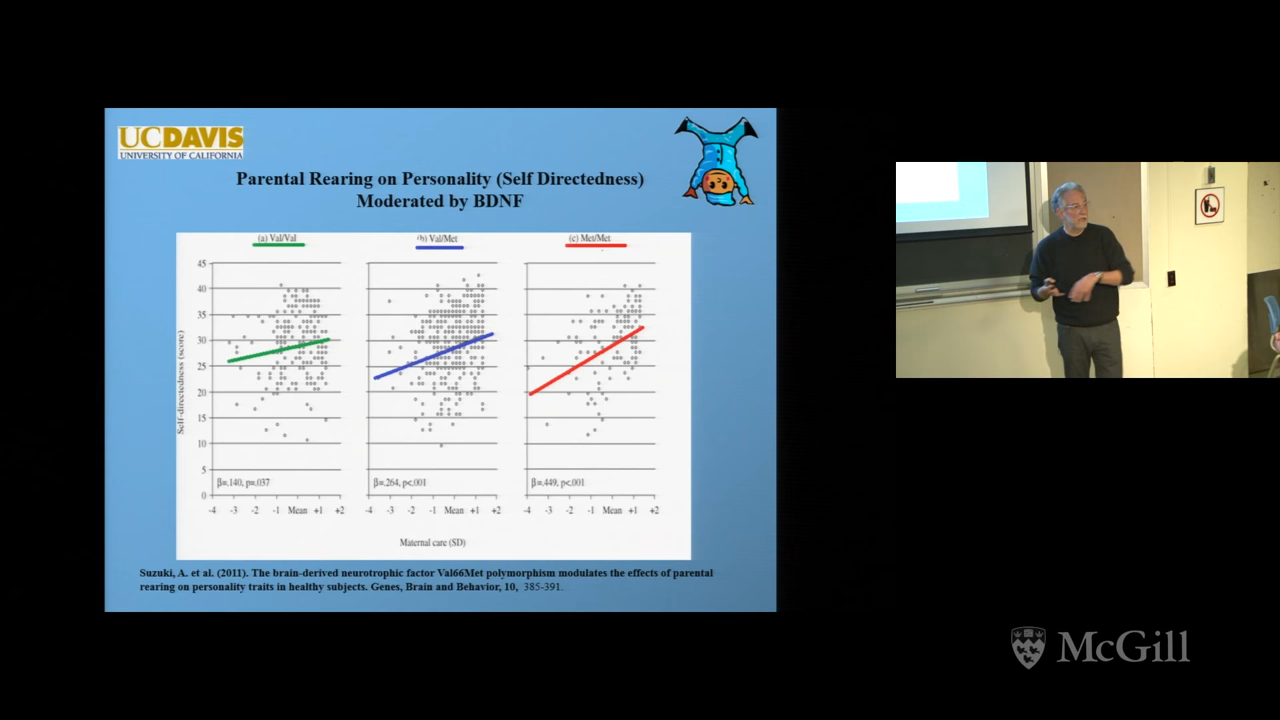 UCDAVIS
UNIVERSITY OF CALIFORNIA
Parental Rearing on Personality (Self Directedness)
Moderated by BDNF
(a) Val/Val
(b) Val/Met
(c) Met/Met
Self-directedness (score)
45
40
35
30
25
20
15
10
5
0
β=.140, p=.037
β=.264, p<.001
β=.449, p<.001
-4 -3 -2 -1 Mean +1 +2
-4 -3 -2 -1 Mean +1 +2
-4 -3 -2 -1 Mean +1 +2
Maternal care (SD)
Suzuki, A. et al. (2011). The brain-derived neurotrophic factor Val66Met polymorphism modulates the effects of parental
rearing on personality traits in healthy subjects. Genes, Brain and Behavior, 10, 385-391.
McGill